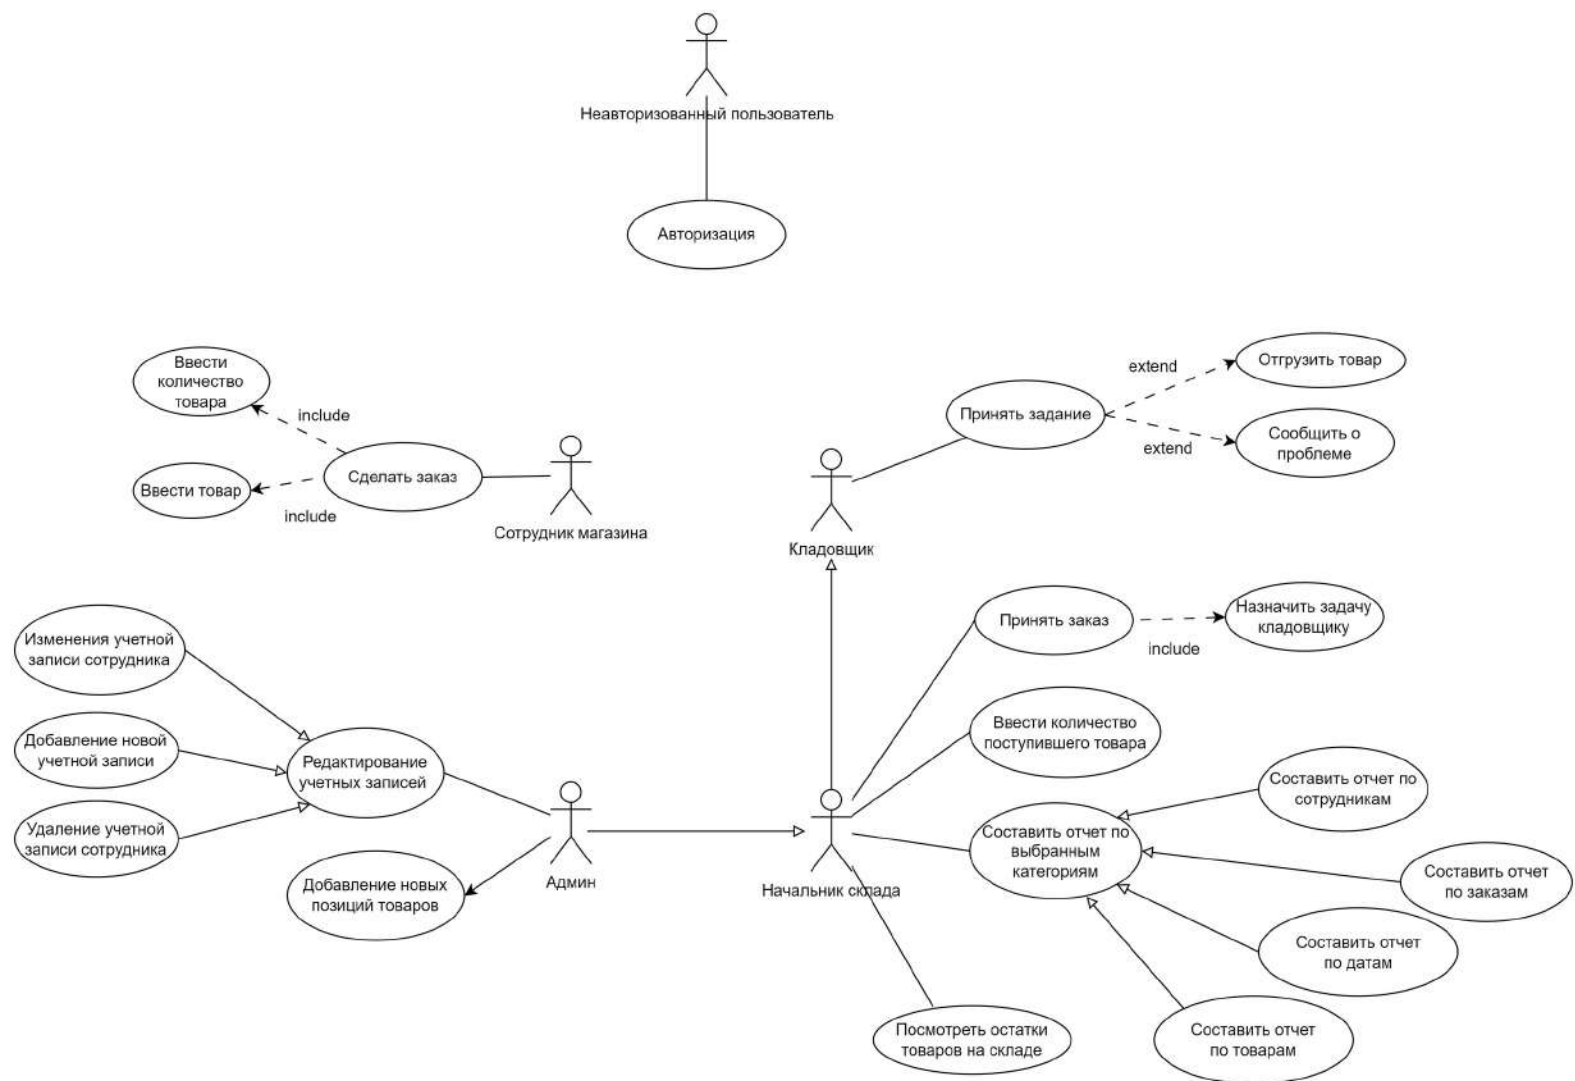 Неавторизованный пользователь
Авторизация
Ввести
количество
товара
include
Ввести товар
include
Сделать заказ
Сотрудник магазина
extend
Отгрузить товар
Принять задание
extend
Сообщить о
проблеме
Кладовщик
Принять заказ
include
Назначить задачу
кладовщику
Изменения учетной
записи сотрудника
Добавление новой
учетной записи
Удаление учетной
записи сотрудника
Редактирование
учетных записей
Добавление новых
позиций товаров
Админ
Начальник склада
Ввести количество
поступившего товара
Составить отчет по
выбранным
категориям
Составить отчет по
сотрудникам
Составить отчет
по заказам
Составить отчет
по датам
Составить отчет
по товарам
Посмотреть остатки
товаров на складе